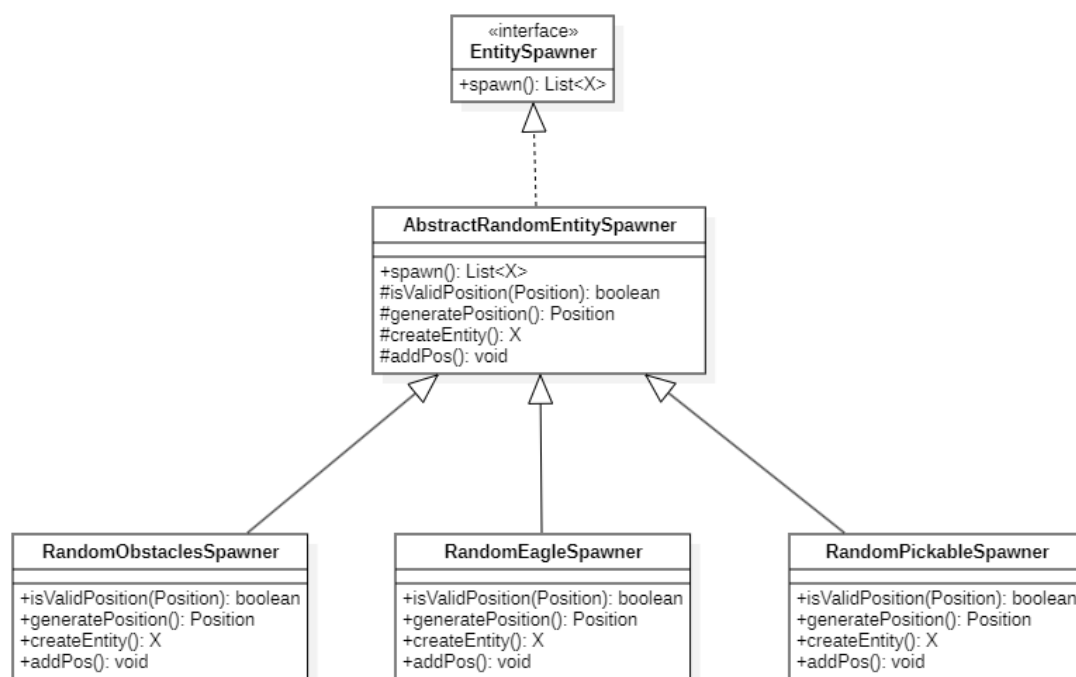 «interface»
EntitySpawner
+spawn(): List<X>
AbstractRandomEntitySpawner
+spawn(): List<X>
#isValidPosition(Position): boolean
#generatePosition(): Position
#createEntity(): X
#addPos(): void
RandomObstaclesSpawner
+isValidPosition(Position): boolean
+generatePosition(): Position
+createEntity(): X
+addPos(): void
RandomEagleSpawner
+isValidPosition(Position): boolean
+generatePosition(): Position
+createEntity(): X
+addPos(): void
RandomPickableSpawner
+isValidPosition(Position): boolean
+generatePosition(): Position
+createEntity(): X
+addPos(): void